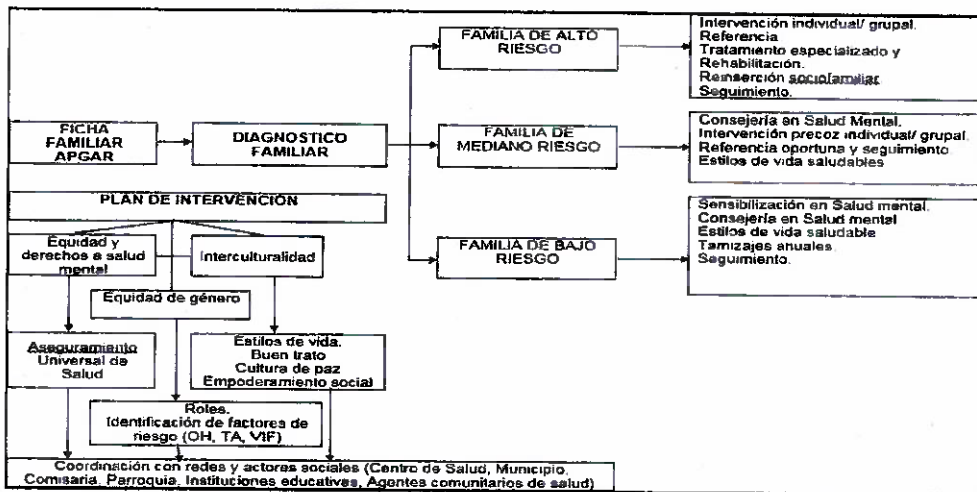 FICHA
FAMILIAR
APGAR
DIAGNOSTICO
FAMILIAR
FAMILIA DE ALTO
RIESGO
Intervención individual/ grupal.
Referencia
Tratamiento especializado y
Rehabilitación.
Reinserción sociofamiliar
Seguimiento.
FAMILIA DE
MEDIANO RIESGO
Consejería en Salud Mental.
Intervención precoz individual/ grupal.
Referencia oportuna y seguimiento.
Estilos de vida saludables
FAMILIA DE BAJO
RIESGO
Sensibilización en Salud mental.
Consejería en Salud mental
Estilos de vida saludable
Tamizajes anuales.
Seguimiento.
PLAN DE INTERVENCIÓN
Equidad y
derechos a salud
mental
Interculturalidad
Equidad de género
Aseguramiento
Universal de
Salud
Estilos de vida.
Buen trato
Cultura de paz
Empoderamiento social
Roles.
Identificación de factores de
riesgo (OH, TA, VIF)
Coordinación con redes y actores sociales (Centro de Salud, Municipio,
Comisaria, Parroquia, Instituciones educativas, Agentes comunitarios de salud)